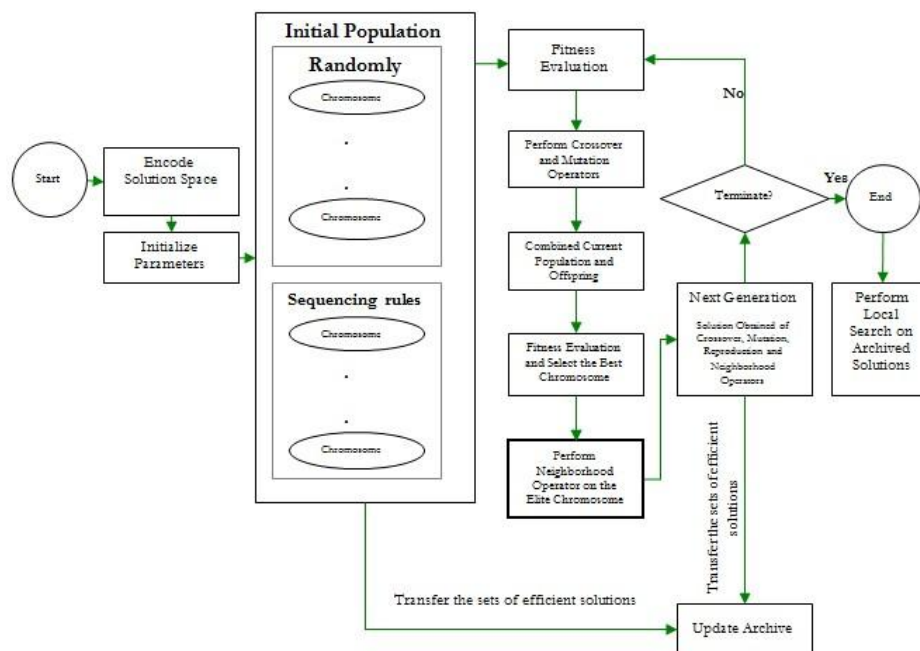 Start
Encode
Solution Space
Initialize
Parameters
Initial Population
Randomly
Chromosome
.
.
Chromosome
Sequencing rules
Chromosome
.
.
Chromosome
Fitness
Evaluation
Perform Crossover
and Mutation
Operators
Combined Current
Population and
Offspring
Fitness Evaluation
and Select the Best
Chromosome
Perform
Neighborhood
Operator on the
Elite Chromosome
Next Generation
Solution Obtained of
Crossover, Mutation,
Reproduction and
Neighborhood
Operators
Terminate?
No
Yes
End
Perform
Local
Search on
Archived
Solutions
Transfer the sets of efficient
solutions
Transfer the sets of efficient solutions
Update Archive